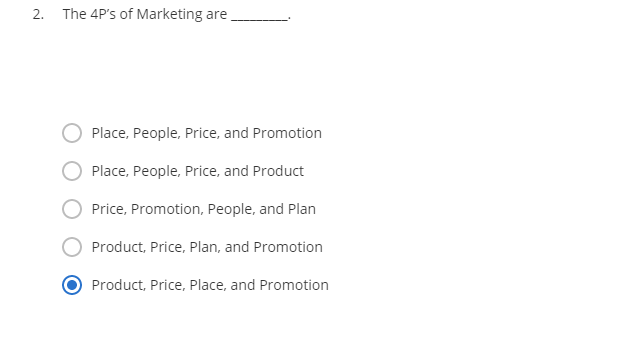 2. The 4P's of Marketing are _________.
Place, People, Price, and Promotion
Place, People, Price, and Product
Price, Promotion, People, and Plan
Product, Price, Plan, and Promotion
Product, Price, Place, and Promotion